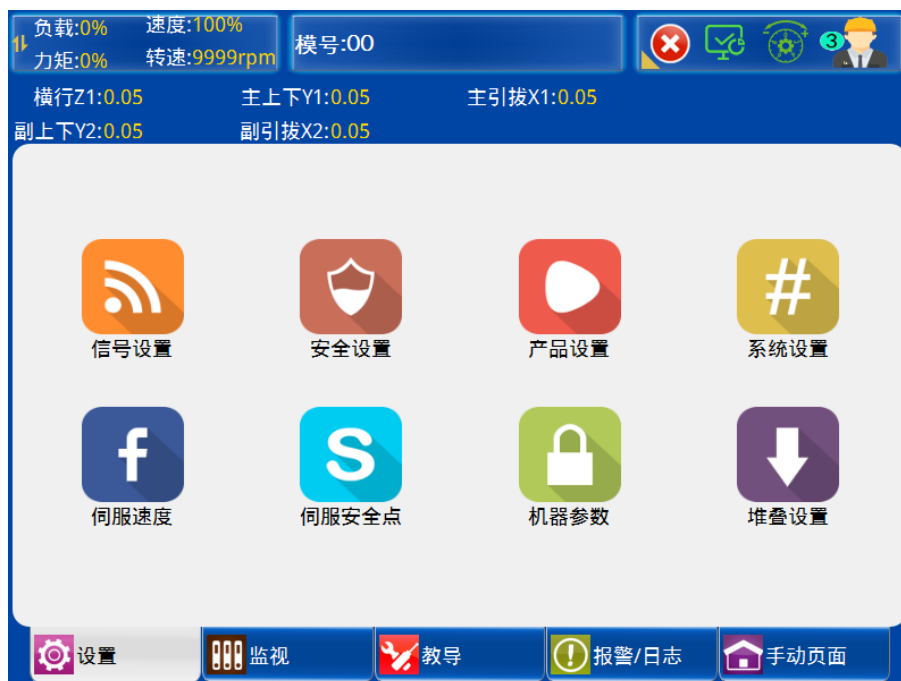 负载:0% 速度:100%
模号:00
力矩:0% 转速:9999rpm
3
横行Z1:0.05 主上下Y1:0.05 主引拔X1:0.05
副上下Y2:0.05 副引拔X2:0.05
信号设置 安全设置 产品设置 系统设置
伺服速度 伺服安全点 机器参数 堆叠设置
设置 监视 教导 报警/日志 手动页面